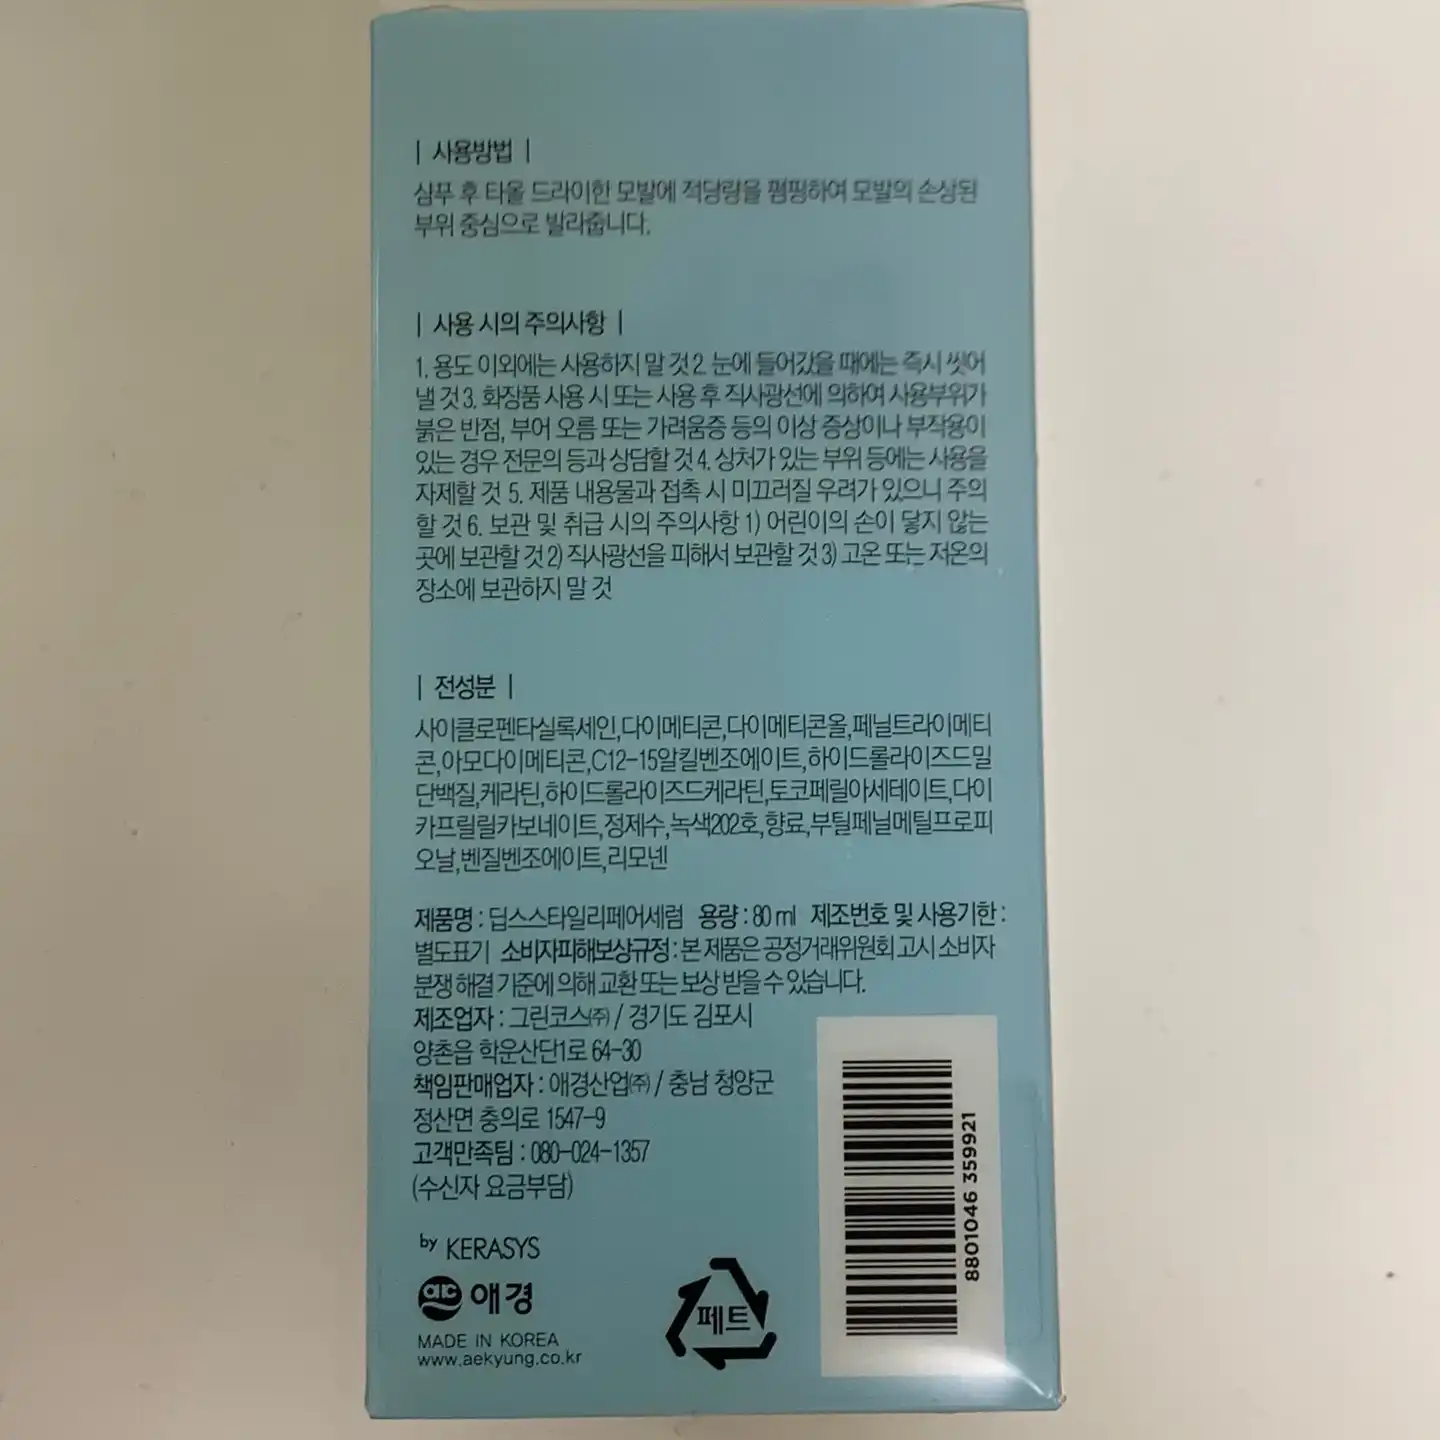 | 사용방법 |
샴푸 후 타올 드라이한 모발에 적당량을 펌핑하여 모발의 손상된
부위 중심으로 발라줍니다.
| 사용 시의 주의사항 |
1. 용도 이외에는 사용하지 말 것 2. 눈에 들어갔을 때에는 즉시 씻어
낼 것 3. 화장품 사용 시 또는 사용 후 직사광선에 의하여 사용부위가
붉은 반점, 부어 오름 또는 가려움증 등의 이상 증상이나 부작용이
있는 경우 전문의 등과 상담할 것 4. 상처가 있는 부위 등에는 사용을
자제할 것 5. 제품 내용물과 접촉 시 미끄러질 우려가 있으니 주의
할 것 6. 보관 및 취급 시의 주의사항 1) 어린이의 손이 닿지 않는
곳에 보관할 것 2) 직사광선을 피해서 보관할 것 3) 고온 또는 저온의
장소에 보관하지 말 것
| 전성분 |
사이클로펜타실록세인,다이메티콘,다이메티콘올,페닐트라이메티
콘,아모다이메티콘,C12-15알킬벤조에이트,하이드롤라이즈드밀
단백질,케라틴,하이드롤라이즈드케라틴,토코페릴아세테이트,다이
카프릴릴카보네이트,정제수,녹색202호,향료,부틸페닐메틸프로피
오날,벤질벤조에이트,리모넨
제품명 : 딥스스타일리페어세럼 용량 : 80 ml 제조번호 및 사용기한 :
별도표기 소비자피해보상규정 : 본 제품은 공정거래위원회 고시 소비자
분쟁 해결 기준에 의해 교환 또는 보상 받을 수 있습니다.
제조업자 : 그린코스㈜ / 경기도 김포시
양촌읍 학운산단1로 64-30
책임판매업자 : 애경산업㈜ / 충남 청양군
정산면 충의로 1547-9
고객만족팀 : 080-024-1357
(수신자 요금부담)
by KERASYS
aκ 애경
MADE IN KOREA
www.aekyung.co.kr
페트
8801046 359921